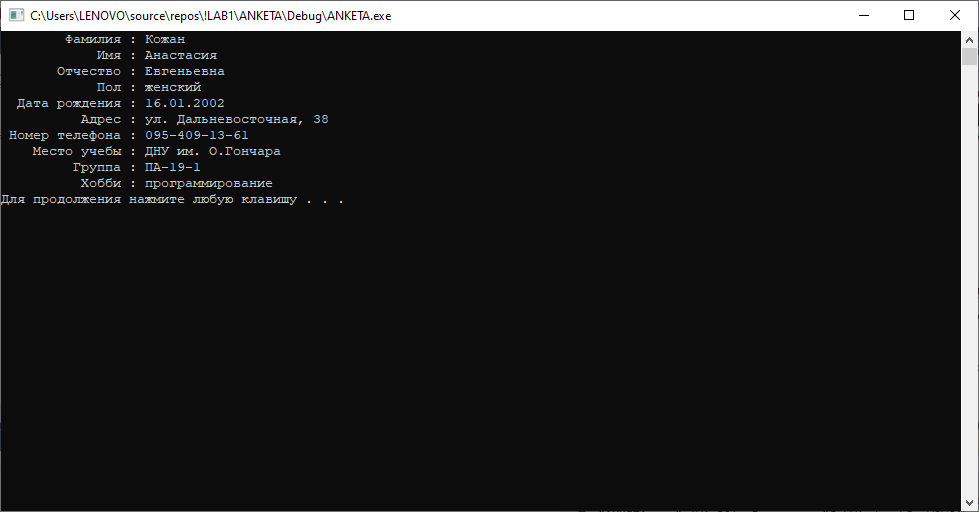 C:\Users\LENOVO\source\repos\!LAB1\ANKETA\Debug\ANKETA.exe
Фамилия : Кожан
Имя : Анастасия
Отчество : Евгеньевна
Пол : женский
Дата рождения : 16.01.2002
Адрес : ул. Дальневосточная, 38
Номер телефона : 095-409-13-61
Место учебы : ДНУ им. О.Гончара
Группа : ПА-19-1
Хобби : программирование
Для продолжения нажмите любую клавишу . . .